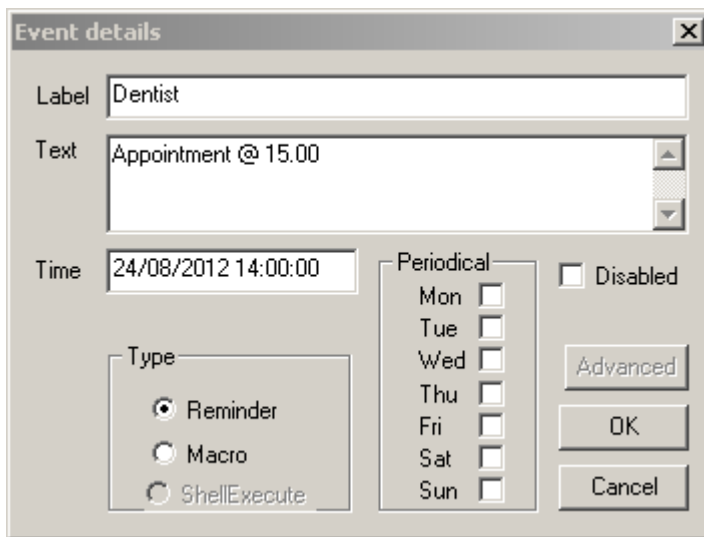 Event details
Label Dentist
Text Appointment @ 15.00
Time 24/08/2012 14:00:00
Periodical
Mon
Tue
Wed
Thu
Fri
Sat
Sun
Disabled
Type
Reminder
Macro
ShellExecute
Advanced
OK
Cancel